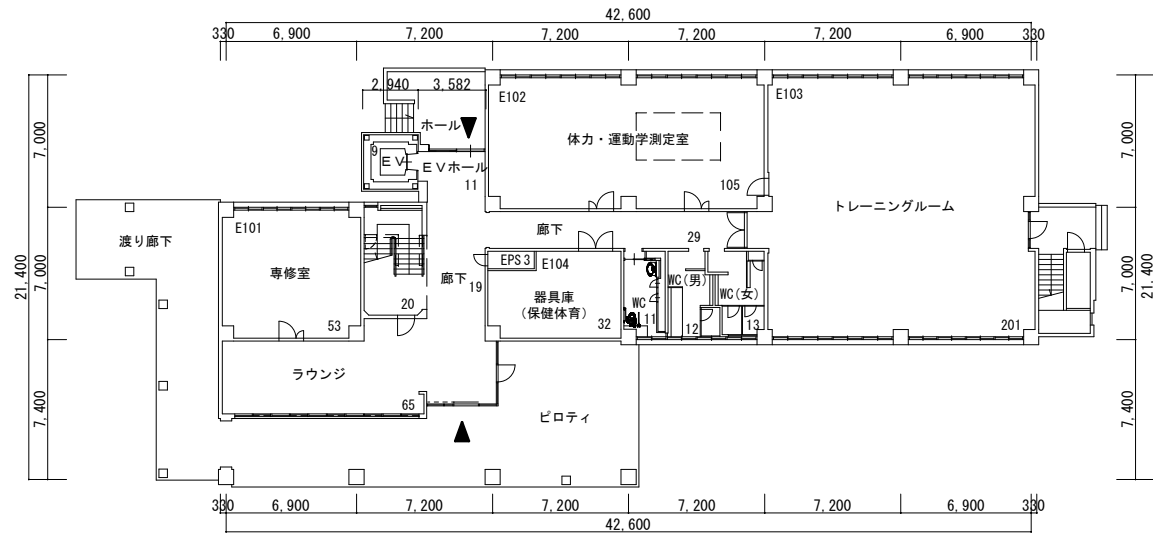 42,600
330 6,900 7,200 7,200 7,200 7,200 6,900 330
2,940 3,582
E102
E103
ホール
体力・運動学測定室
9
EV
EVホール
11
105
トレーニングルーム
7,000
7,000
7,400
21,400
7,000
7,000
7,400
21,400
渡り廊下
E101
専修室
53
20
廊下
19
廊下
29
EPS 3
E104
器具庫
(保健体育)
32
WC
11
WC(男)
12
WC(女)
13
201
ラウンジ
65
ピロティ
330 6,900 7,200 7,200 7,200 7,200 6,900 330
42,600